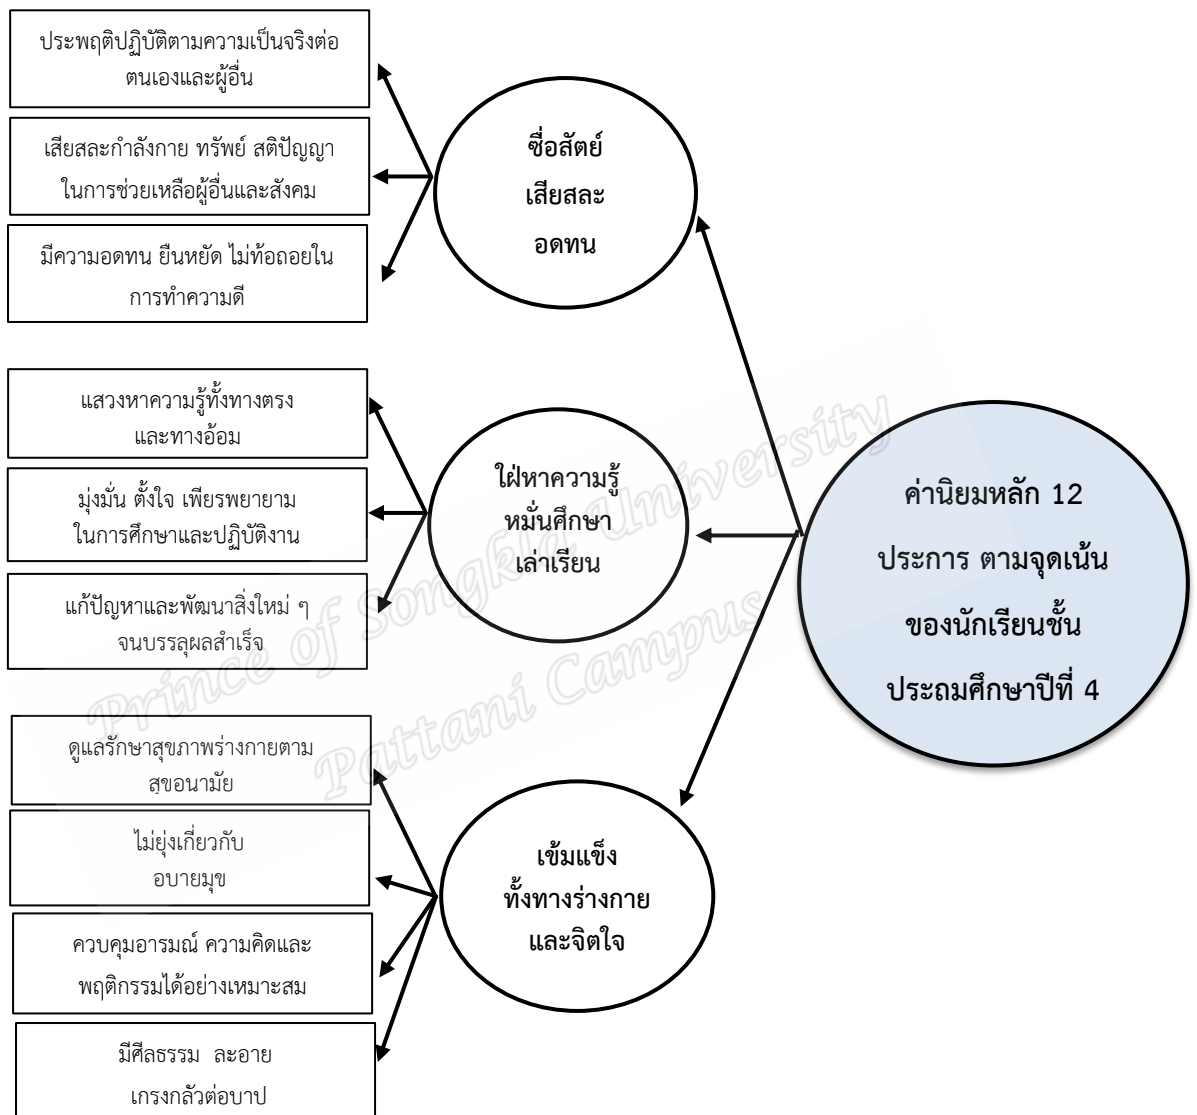 ประพฤติปฏิบัติตามความเป็นจริงต่อ
ตนเองและผู้อื่น
เสียสละกำลังกาย ทรัพย์ สติปัญญา
ในการช่วยเหลือผู้อื่นและสังคม
มีความอดทน ยืนหยัด ไม่ท้อถอยใน
การทำความดี
ซื่อสัตย์
เสียสละ
อดทน
แสวงหาความรู้ทั้งทางตรง
และทางอ้อม
มุ่งมั่น ตั้งใจ เพียรพยายาม
ในการศึกษาและปฏิบัติงาน
แก้ปัญหาและพัฒนาสิ่งใหม่ ๆ
จนบรรลุผลสำเร็จ
ใฝ่หาความรู้
หมั่นศึกษา
เล่าเรียน
ดูแลรักษาสุขภาพร่างกายตาม
สุขอนามัย
ไม่ยุ่งเกี่ยวกับ
อบายมุข
ควบคุมอารมณ์ ความคิดและ
พฤติกรรมได้อย่างเหมาะสม
มีศีลธรรม ละอาย
เกรงกลัวต่อบาป
เข้มแข็ง
ทั้งทางร่างกาย
และจิตใจ
ค่านิยมหลัก 12
ประการ ตามจุดเน้น
ของนักเรียนชั้น
ประถมศึกษาปีที่ 4
Prince of Songkla University
Pattani Campus